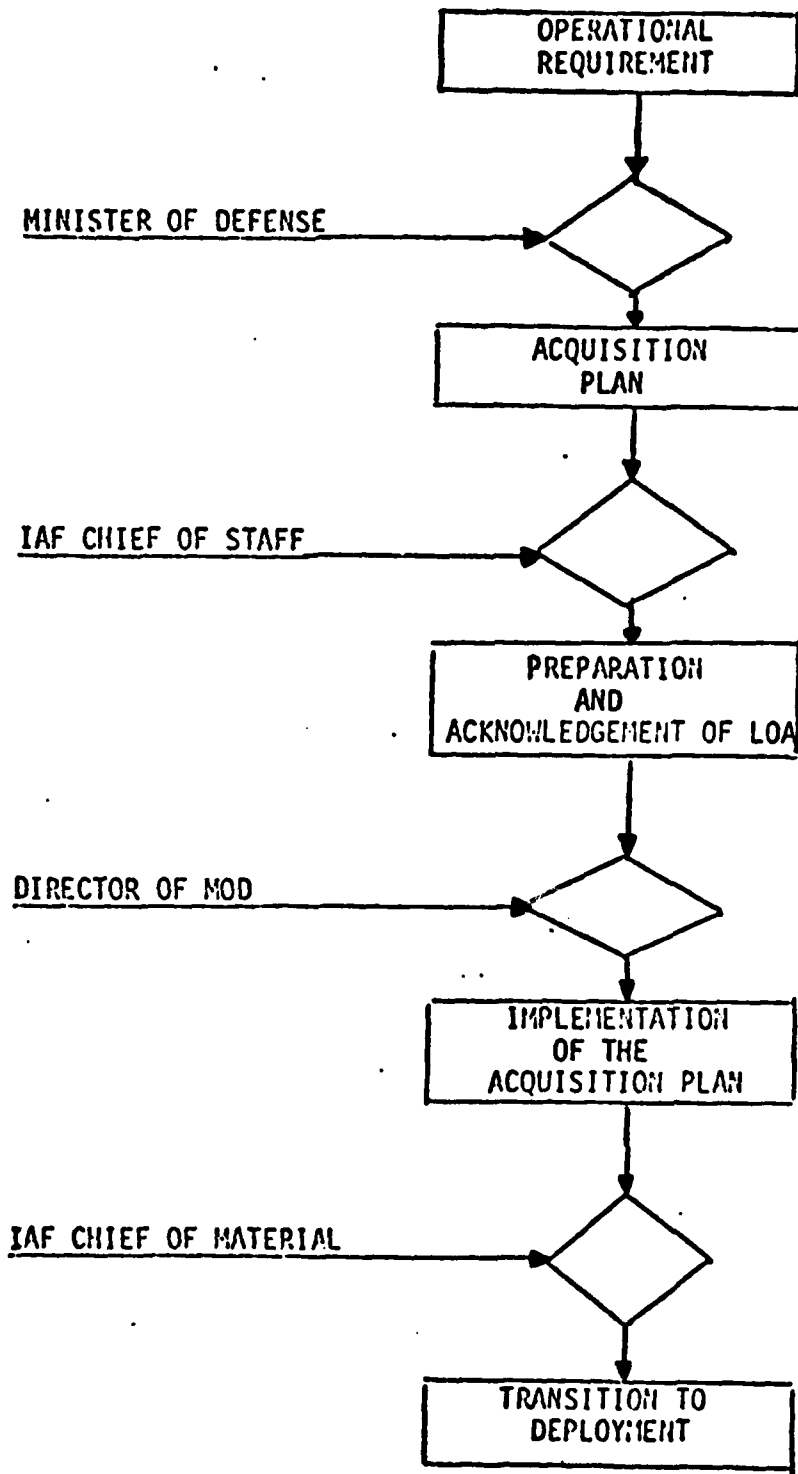 OPERATIONAL
REQUIREMENT
MINISTER OF DEFENSE
ACQUISITION
PLAN
IAF CHIEF OF STAFF
PREPARATION
AND
ACKNOWLEDGEMENT OF LOA
DIRECTOR OF MOD
IMPLEMENTATION
OF THE
ACQUISITION PLAN
IAF CHIEF OF MATERIAL
TRANSITION TO
DEPLOYMENT